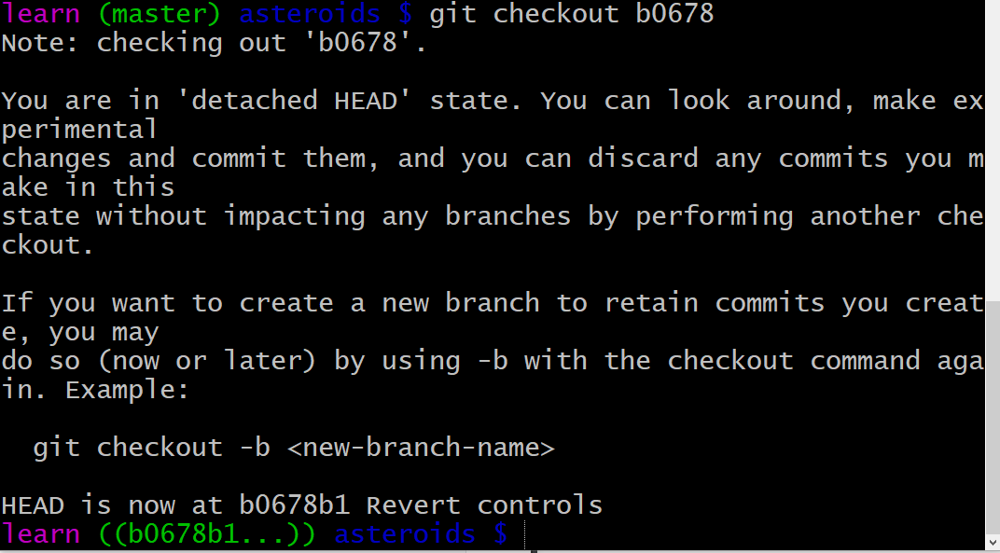 learn (master) asteroids $ git checkout b0678
Note: checking out 'b0678'.
You are in 'detached HEAD' state. You can look around, make ex
perimental
changes and commit them, and you can discard any commits you m
ake in this
state without impacting any branches by performing another che
ckout.
If you want to create a new branch to retain commits you creat
e, you may
do so (now or later) by using -b with the checkout command aga
in. Example:
  git checkout -b <new-branch-name>
HEAD is now at b0678b1 Revert controls
learn ((b0678b1...)) asteroids $